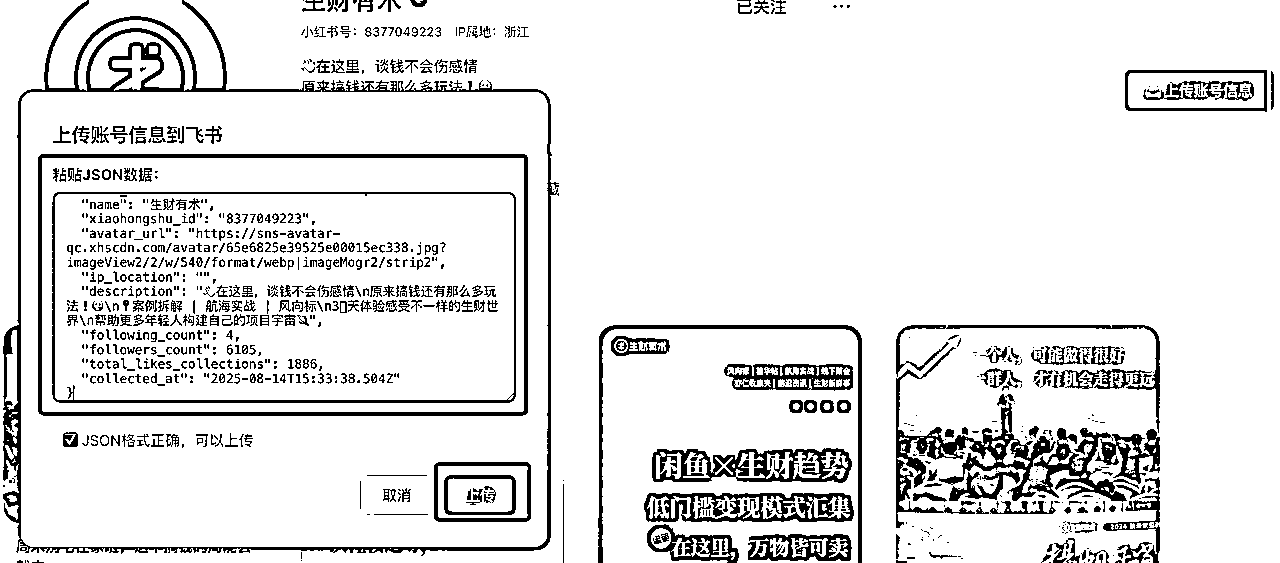 生财有术
已关注 ...
小红书号：8377049223 IP属地：浙江
在这里，谈钱不会伤感情
原来搞钱还有那么多玩法！
上传账号信息
上传账号信息到飞书
粘贴JSON数据：
"name": "生财有术",
"xiaohongshu_id": "8377049223",
"avatar_url": "https://sns-avatar-
qc.xhscdn.com/avatar/65e6825e39525e00015ec338.jpg?
imageView2/2/w/540/format/webp|imageMogr2/strip2",
"ip_location": "",
"description": "在这里，谈钱不会伤感情\n原来搞钱还有那么多玩
法！\n案例拆解 | 航海实战 | 风向标\n3天体验感受不一样的生财世
界\n帮助更多年轻人构建自己的项目宇宙",
"following_count": 4,
"followers_count": 6105,
"total_likes_collections": 1886,
"collected_at": "2025-08-14T15:33:38.504Z"
}
JSON格式正确，可以上传
取消
上传
藏
生财有术
闲鱼×生财趋势
低门槛变现模式汇集
在这里，万物皆可卖
一个人，可能做得很好
一群人，才有机会走得更远